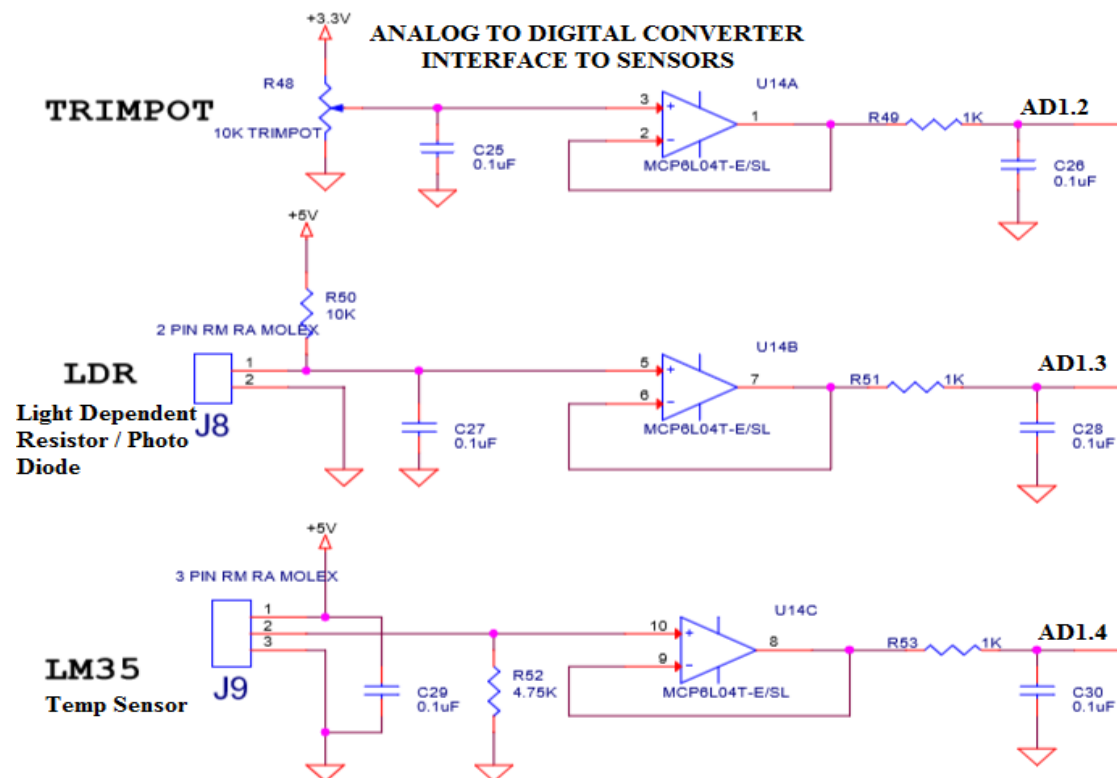 +3.3V
ANALOG TO DIGITAL CONVERTER
INTERFACE TO SENSORS
R48
U14A
TRIMPOT
10K TRIMPOT
3
+
2
-
1
MCP6L04T-E/SL
R49
1K
AD1.2
C25
0.1uF
C26
0.1uF
+5V
R50
10K
2 PIN RM RA MOLEX
U14B
LDR
1
2
5
+
6
-
7
MCP6L04T-E/SL
R51
1K
AD1.3
Light Dependent
Resistor / Photo
Diode
J8
C27
0.1uF
C28
0.1uF
+5V
3 PIN RM RA MOLEX
U14C
1
2
3
10
+
9
-
8
MCP6L04T-E/SL
R53
1K
AD1.4
LM35
Temp Sensor
J9
C29
0.1uF
R52
4.75K
C30
0.1uF